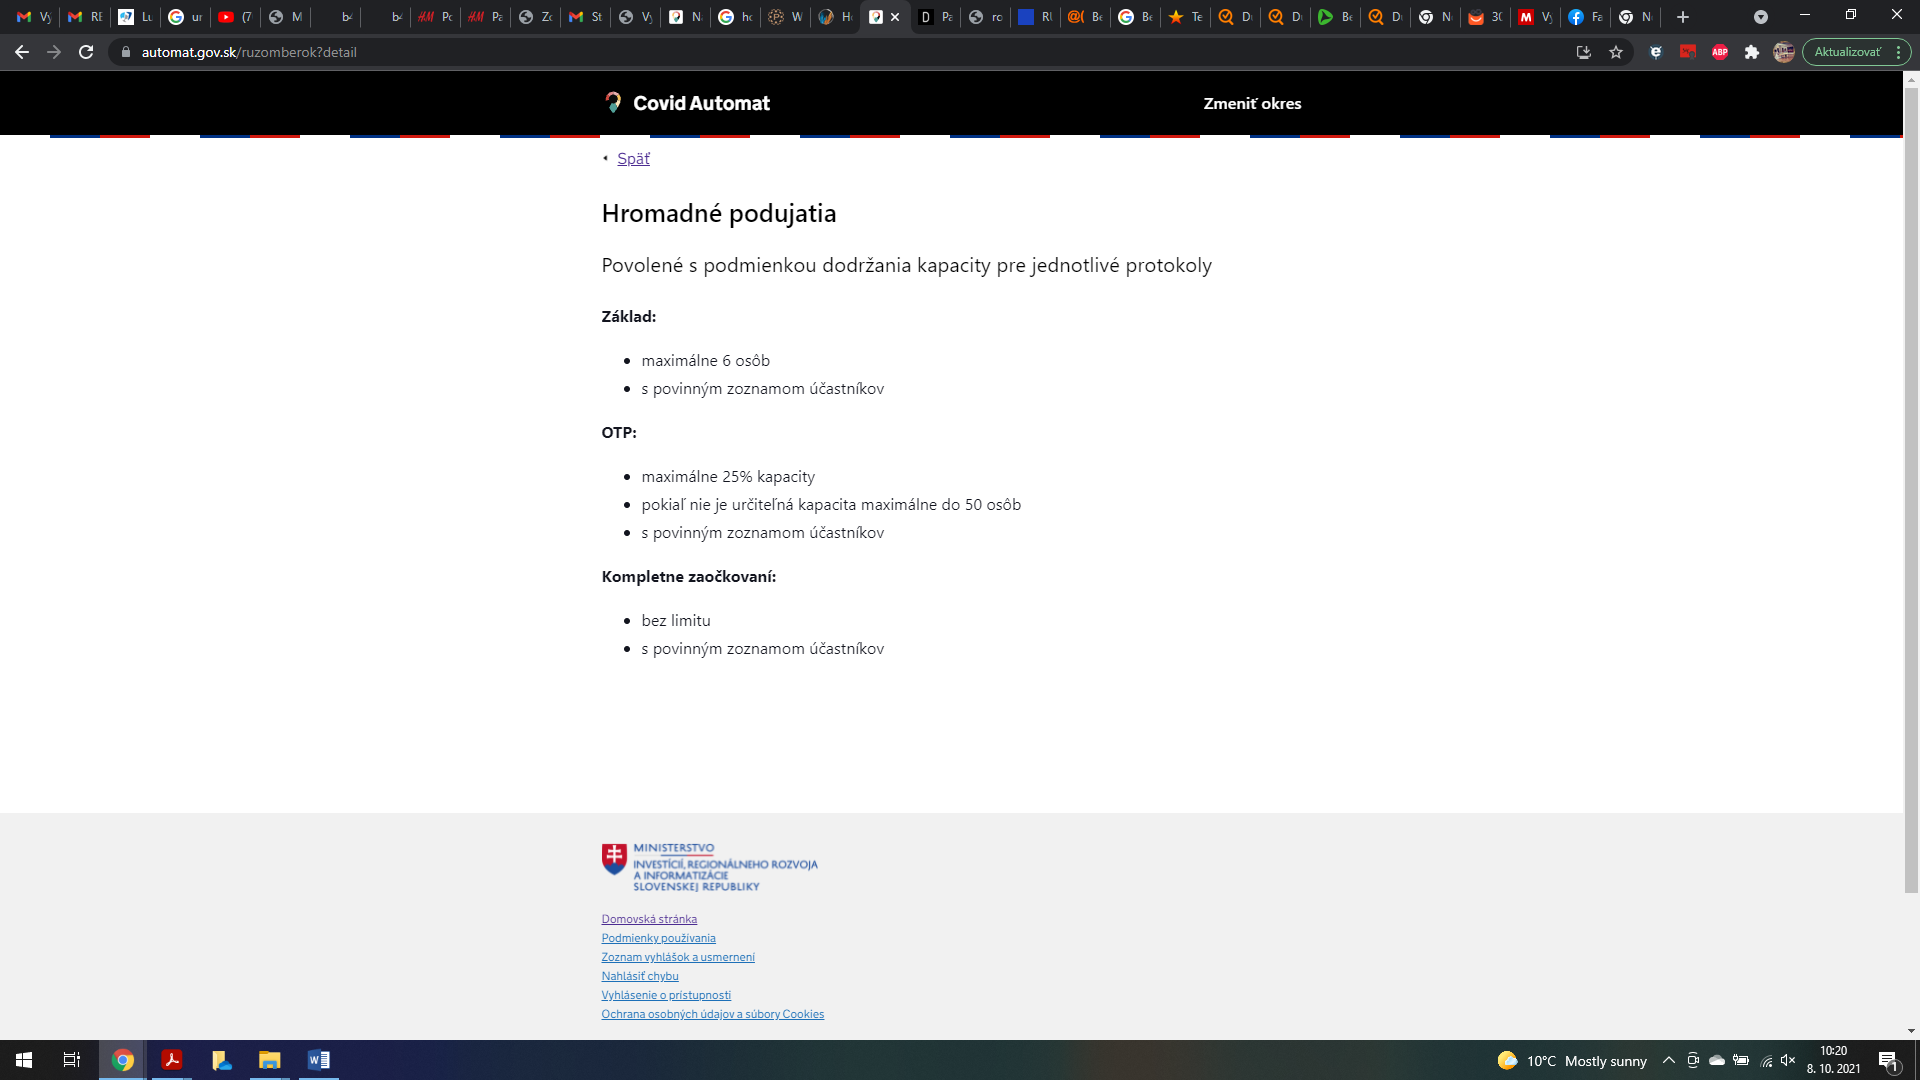 automat.gov.sk/ruzomberok?detail
Aktualizovať
Covid Automat
Zmeniť okres
Späť
Hromadné podujatia
Povolené s podmienkou dodržania kapacity pre jednotlivé protokoly
Základ:
maximálne 6 osôb
s povinným zoznamom účastníkov
OTP:
maximálne 25% kapacity
pokiaľ nie je určiteľná kapacita maximálne do 50 osôb
s povinným zoznamom účastníkov
Kompletne zaočkovaní:
bez limitu
s povinným zoznamom účastníkov
MINISTERSTVO
INVESTÍCIÍ, REGIONÁLNEHO ROZVOJA
A INFORMATIZÁCIE
SLOVENSKEJ REPUBLIKY
Domovská stránka
Podmienky používania
Zoznam vyhlášok a usmernení
Nahlásiť chybu
Vyhlásenie o prístupnosti
Ochrana osobných údajov a súbory Cookies
10°C Mostly sunny
10:20
8. 10. 2021